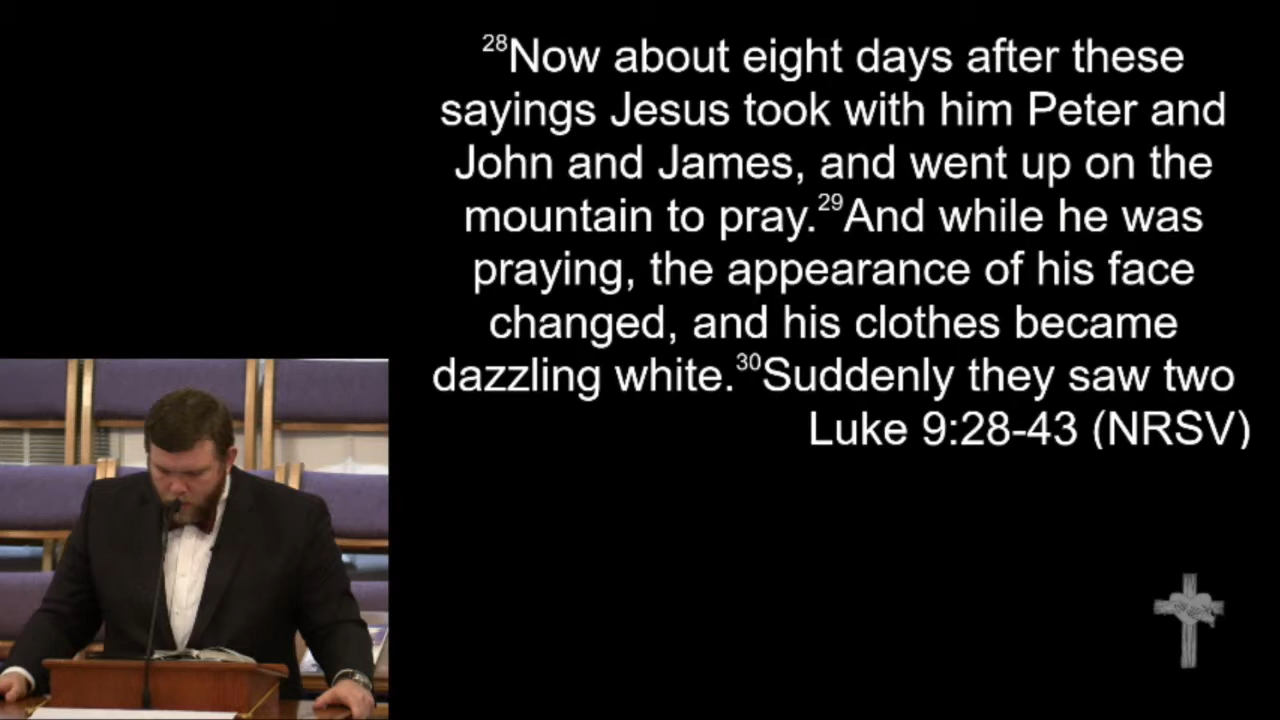 28Now about eight days after these
sayings Jesus took with him Peter and
John and James, and went up on the
mountain to pray.29And while he was
praying, the appearance of his face
changed, and his clothes became
dazzling white.30Suddenly they saw two
Luke 9:28-43 (NRSV)